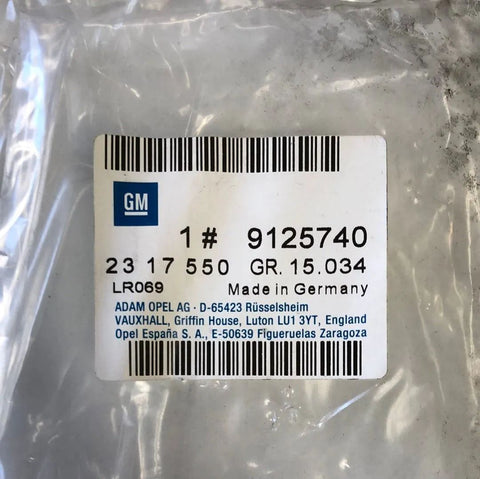 GM
1# 9125740
23 17 550 GR. 15.034
LR069 Made in Germany
ADAM OPEL AG · D-65423 Rüsselsheim
VAUXHALL, Griffin House, Luton LU1 3YT, England
Opel España S. A., E-50639 Figueruelas Zaragoza